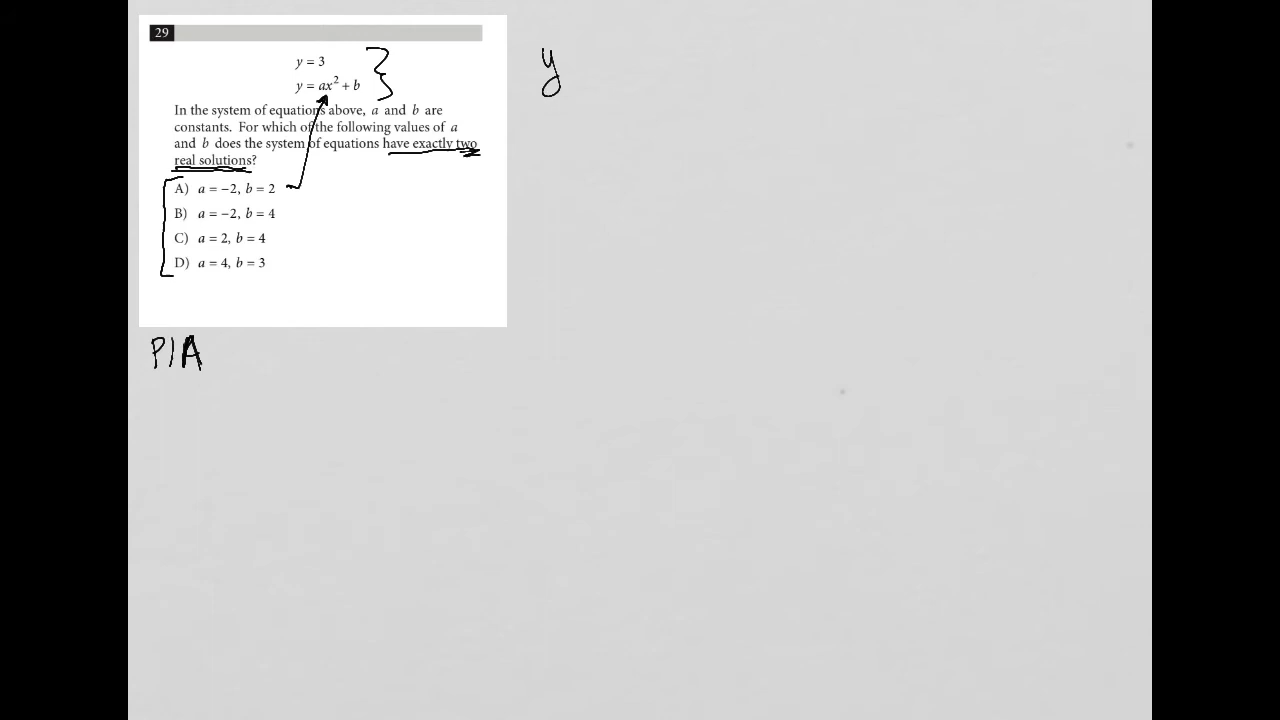 29
y = 3
y = ax² + b
In the system of equations above, a and b are
constants. For which of the following values of a
and b does the system of equations have exactly two
real solutions?
A) a = −2, b = 2
B) a = −2, b = 4
C) a = 2, b = 4
D) a = 4, b = 3
PIA
y